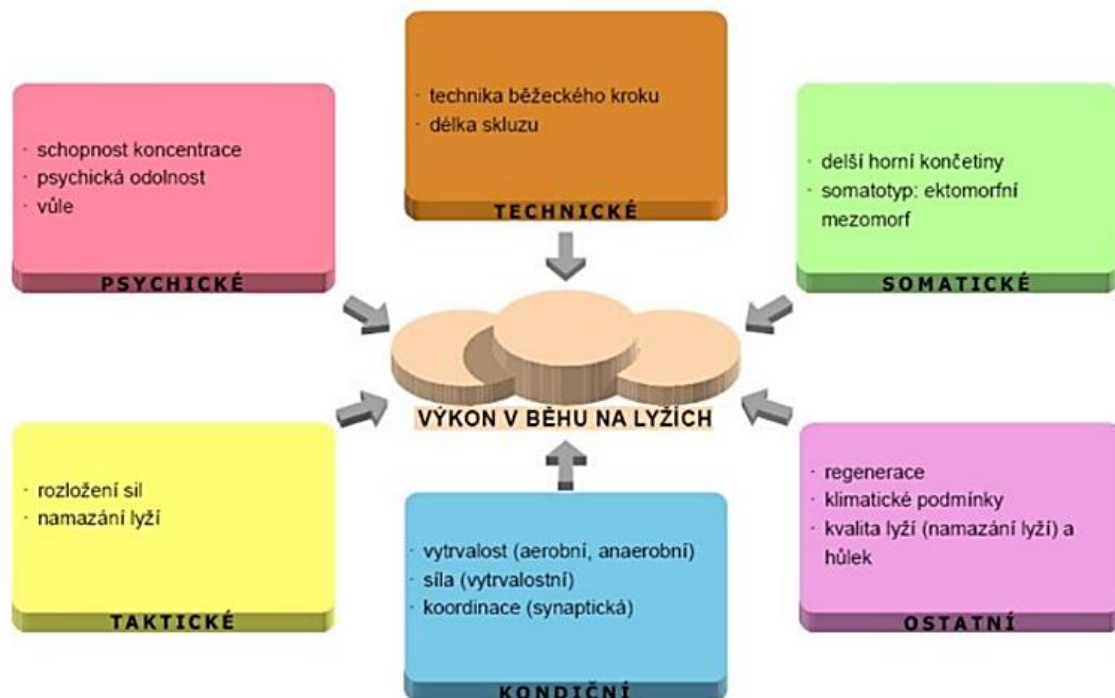 · technika běžeckého kroku
· délka skluzu
TECHNICKÉ
· schopnost koncentrace
· psychická odolnost
· vůle
PSYCHICKÉ
· delší horní končetiny
· somatotyp: ektomorfní
mezomorf
SOMATICKÉ
VÝKON V BĚHU NA LYŽÍCH
· rozložení sil
· namazání lyží
TAKTICKÉ
· vytrvalost (aerobní, anaerobní)
· síla (vytrvalostní)
· koordinace (synaptická)
KONDIČNÍ
· regenerace
· klimatické podmínky
· kvalita lyží (namazání lyží) a
hůlek
OSTATNÍ